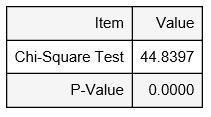 Item Value
Chi-Square Test 44.8397
P-Value 0.0000